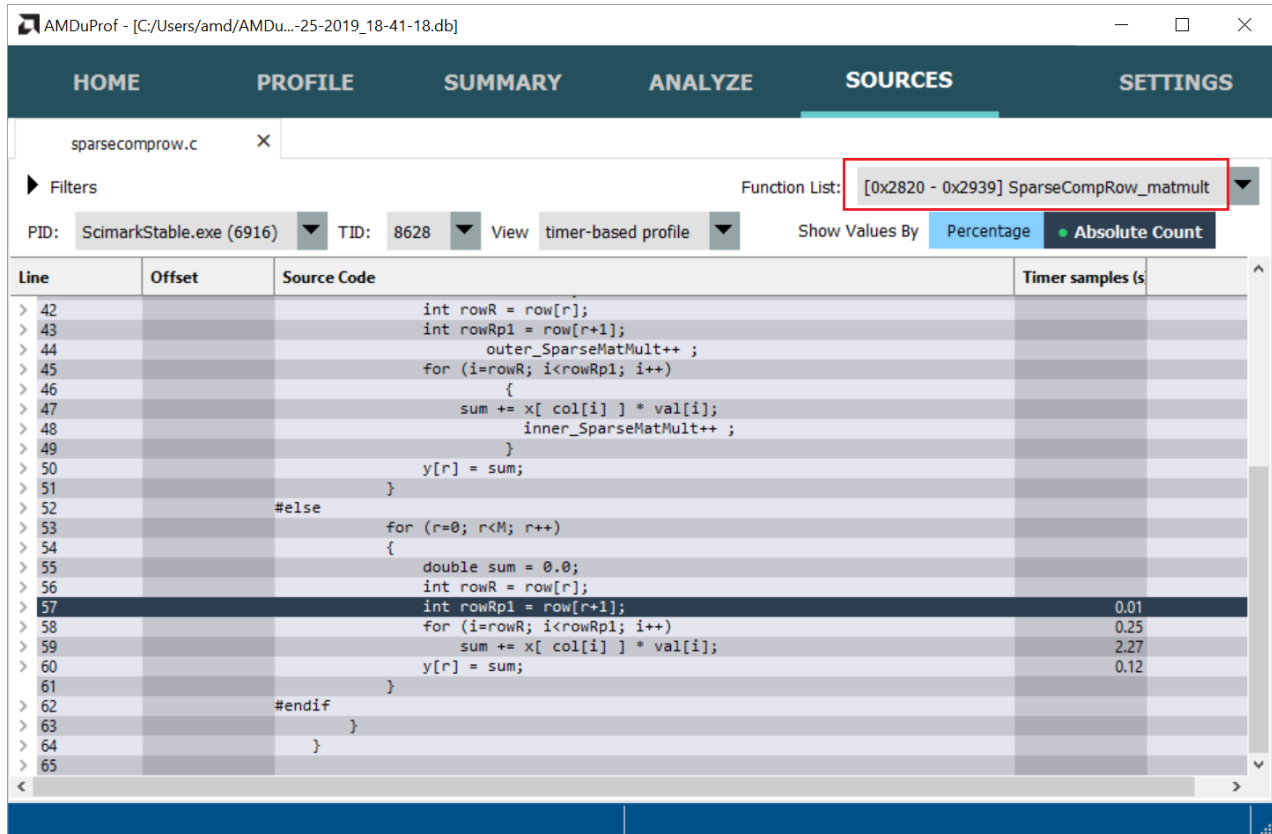 AMDuProf - [C:/Users/amd/AMDu...-25-2019_18-41-18.db]
HOME PROFILE SUMMARY ANALYZE SOURCES SETTINGS
sparsecomprow.c
Filters Function List: [0x2820 - 0x2939] SparseCompRow_matmult
PID: ScimarkStable.exe (6916) TID: 8628 View timer-based profile Show Values By Percentage Absolute Count
Line Offset Source Code Timer samples (s
42 int rowR = row[r];
43 int rowRp1 = row[r+1];
44 outer_SparseMatMult++ ;
45 for (i=rowR; i<rowRp1; i++)
46 {
47 sum += x[ col[i] ] * val[i];
48 inner_SparseMatMult++ ;
49 }
50 y[r] = sum;
51 }
52 #else
53 for (r=0; r<M; r++)
54 {
55 double sum = 0.0;
56 int rowR = row[r];
57 int rowRp1 = row[r+1]; 0.01
58 for (i=rowR; i<rowRp1; i++) 0.25
59 sum += x[ col[i] ] * val[i]; 2.27
60 y[r] = sum; 0.12
61 }
62 #endif
63 }
64 }
65